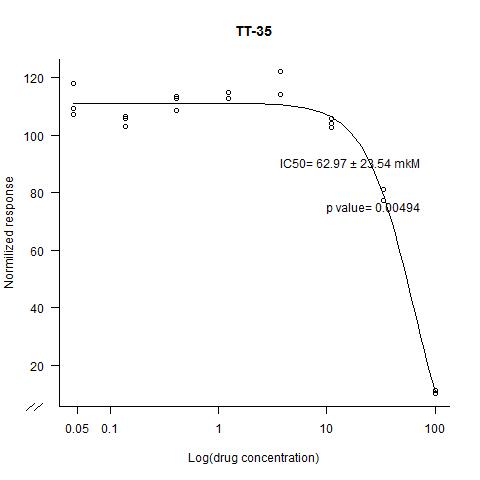 TT-35
120
100
80
60
40
20
Normilized response
IC50= 62.97 ± 23.54 mkM
p value= 0.00494
0.05 0.1 1 10 100
Log(drug concentration)